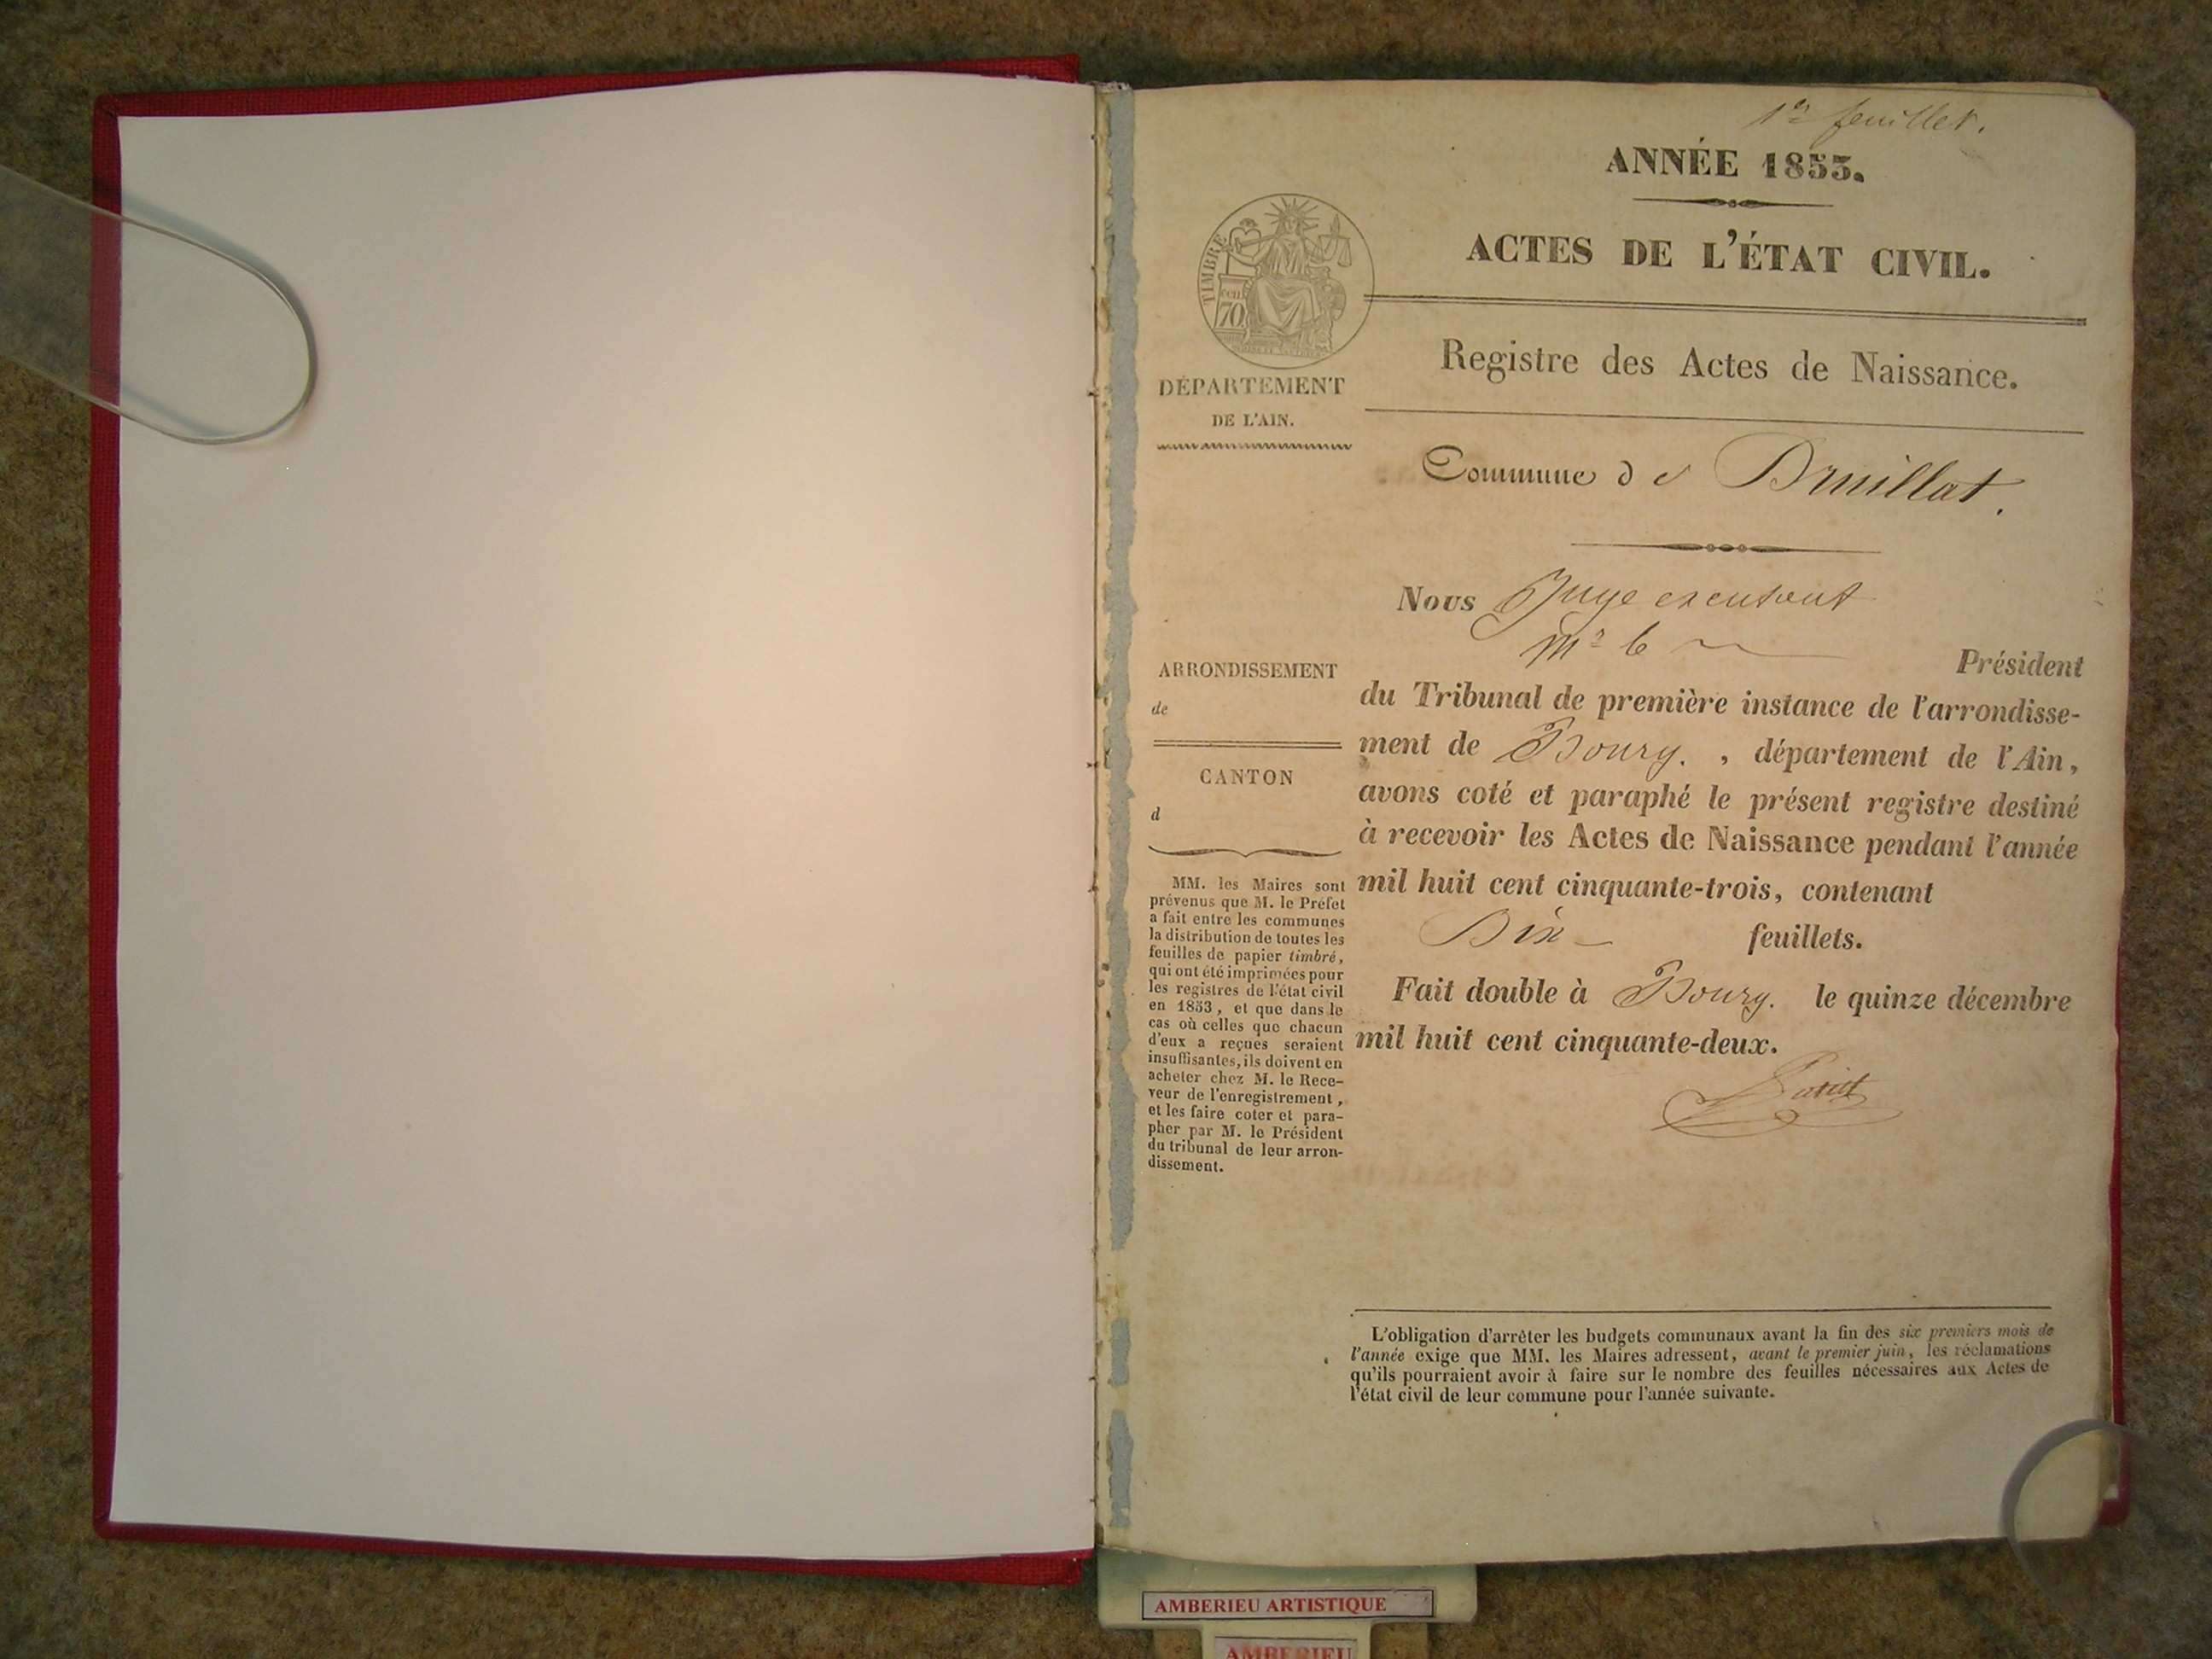 1er feuillet.
ANNÉE 1853.
ACTES DE L'ÉTAT CIVIL.
TIMBRE
cen.
70
DÉPARTEMENT
DE L'AIN.
Registre des Actes de Naissance.
Commune de Druillat.
Nous Juge
Mr le Président
du Tribunal de première instance de l'arrondisse-
ment de Bourg. , département de l'Ain,
avons coté et paraphé le présent registre destiné
à recevoir les Actes de Naissance pendant l'année
mil huit cent cinquante-trois, contenant
Dix feuillets.
Fait double à Bourg. le quinze décembre
mil huit cent cinquante-deux.
ARRONDISSEMENT
de
CANTON
d
MM. les Maires sont
prévenus que M. le Préfet
a fait entre les communes
la distribution de toutes les
feuilles de papier timbré,
qui ont été imprimées pour
les registres de l'état civil
en 1853, et que dans le
cas où celles que chacun
d'eux a reçues seraient
insuffisantes, ils doivent en
acheter chez M. le Rece-
veur de l'enregistrement,
et les faire coter et para-
pher par M. le Président
du tribunal de leur arron-
dissement.
L'obligation d'arrêter les budgets communaux avant la fin des six premiers mois de
l'année exige que MM. les Maires adressent, avant le premier juin, les réclamations
qu'ils pourraient avoir à faire sur le nombre des feuilles nécessaires aux Actes de
l'état civil de leur commune pour l'année suivante.
AMBERIEU ARTISTIQUE
AMBERIEU